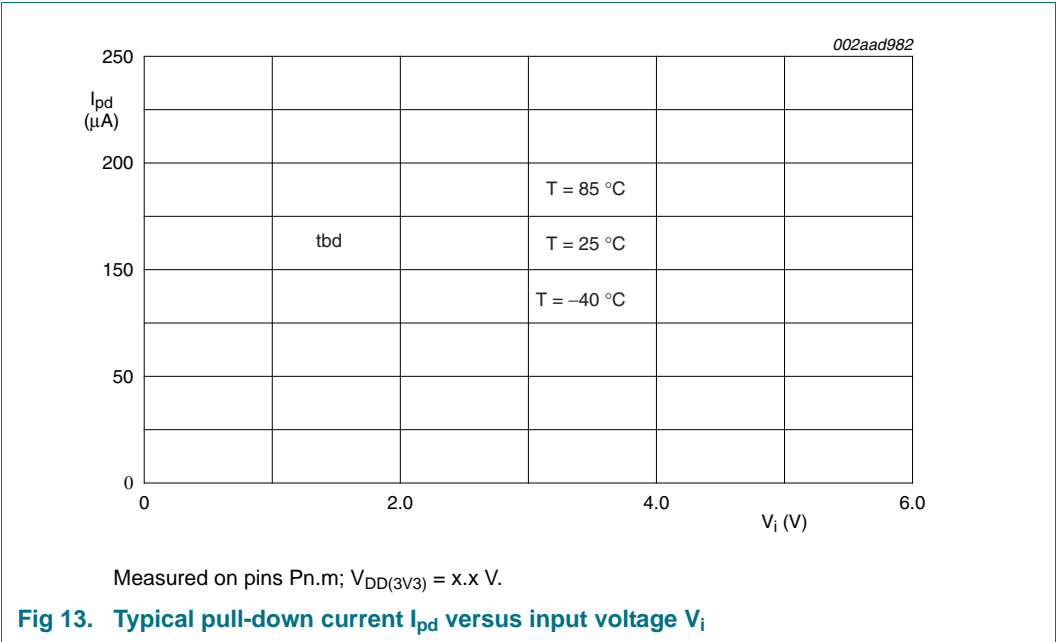 002aad982
250
I_pd
(μA)
200
T = 85 °C
tbd
T = 25 °C
150
T = −40 °C
50
0
0 2.0 4.0 6.0
V_i (V)
Measured on pins Pn.m; V_DD(3V3) = x.x V.
Fig 13. Typical pull-down current I_pd versus input voltage V_i